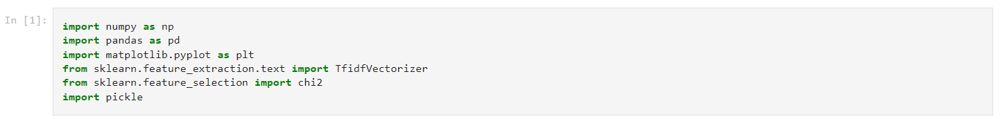 In [1]:
import numpy as np
import pandas as pd
import matplotlib.pyplot as plt
from sklearn.feature_extraction.text import TfidfVectorizer
from sklearn.feature_selection import chi2
import pickle